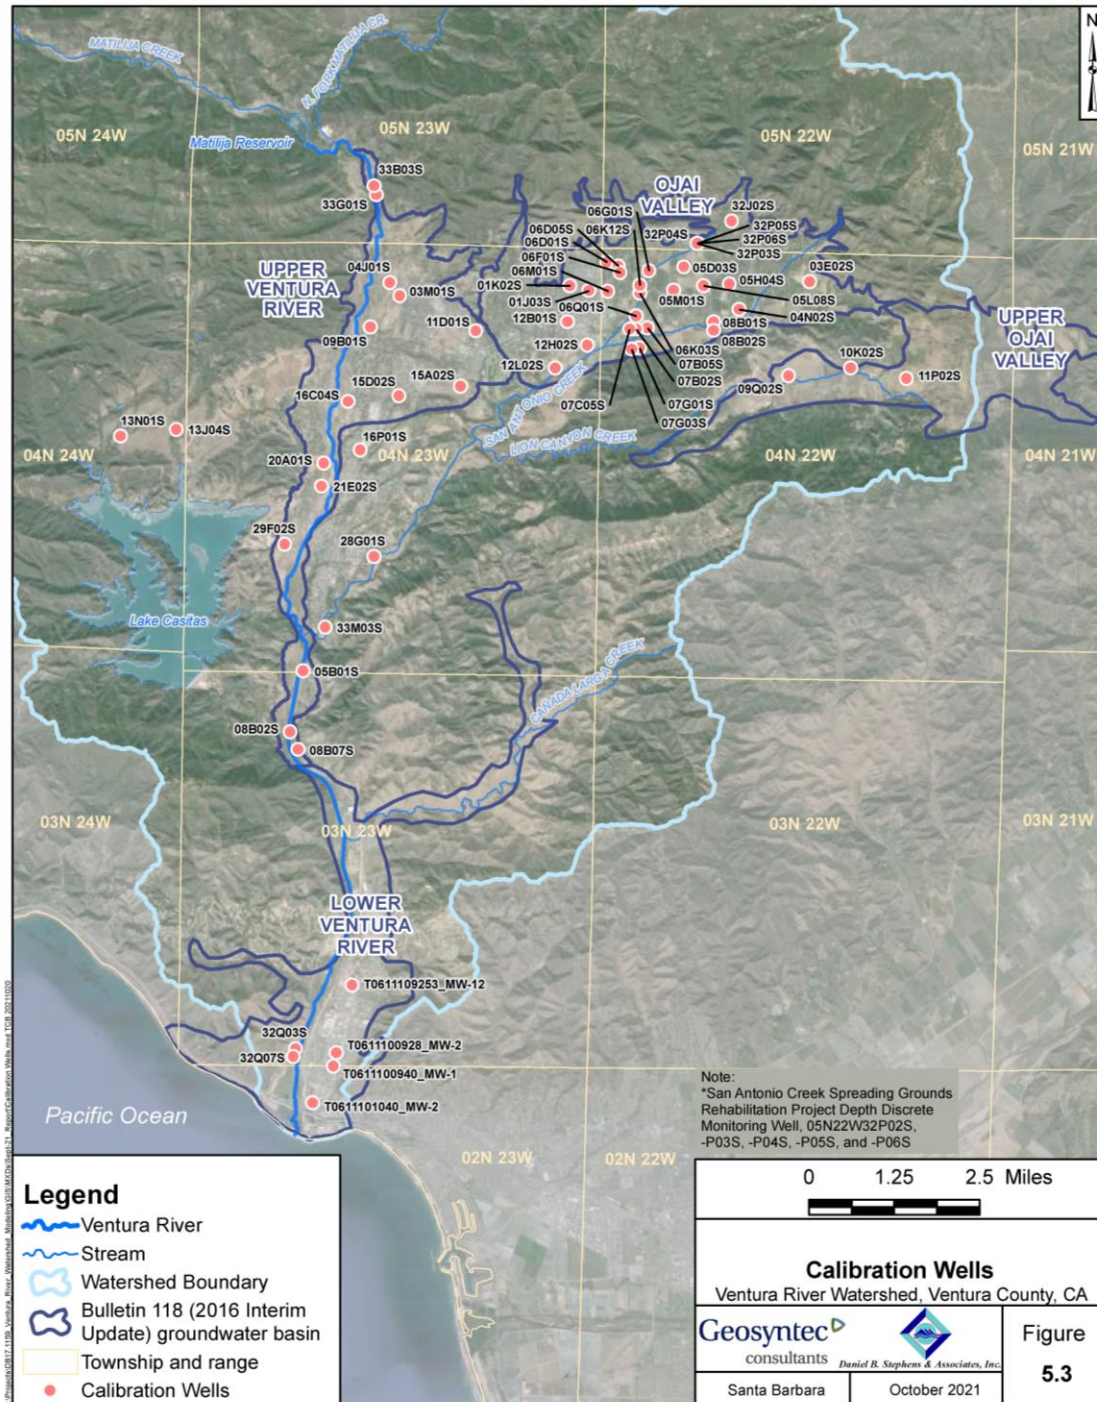 N
MATILIJA CREEK
N. FORK MATILIJA CR.
05N 24W
05N 23W
05N 22W
05N 21W
Matilija Reservoir
33B03S
33G01S
OJAI
VALLEY
06G01S
06D05S
06K12S
06D01S
06F01S
06M01S
01K02S
01J03S
32J02S
32P04S
32P05S
32P06S
32P03S
05D03S
05H04S
03E02S
05M01S
05L08S
04N02S
UPPER
VENTURA
RIVER
04J01S
03M01S
09B01S
11D01S
12B01S
06Q01S
08B01S
08B02S
12H02S
06K03S
07B05S
07B02S
07G01S
07G03S
07C05S
12L02S
UPPER
OJAI
VALLEY
10K02S
09Q02S
11P02S
15D02S
15A02S
16C04S
SAN ANTONIO CREEK
LION CANYON CREEK
13N01S
13J04S
16P01S
04N 24W
04N 23W
04N 22W
04N 21W
20A01S
21E02S
29F02S
28G01S
Lake Casitas
33M03S
05B01S
CANADA LARGA CREEK
08B02S
08B07S
03N 24W
03N 23W
03N 22W
03N 21W
LOWER
VENTURA
RIVER
T0611109253_MW-12
32Q03S
32Q07S
T0611100928_MW-2
T0611100940_MW-1
T0611101040_MW-2
Pacific Ocean
02N 23W
02N 22W
Note:
*San Antonio Creek Spreading Grounds
Rehabilitation Project Depth Discrete
Monitoring Well, 05N22W32P02S,
-P03S, -P04S, -P05S, and -P06S
Legend
Ventura River
Stream
Watershed Boundary
Bulletin 118 (2016 Interim
Update) groundwater basin
Township and range
Calibration Wells
0 1.25 2.5 Miles
Calibration Wells
Ventura River Watershed, Ventura County, CA
Geosyntec
consultants
Daniel B. Stephens & Associates, Inc.
Figure
5.3
Santa Barbara
October 2021